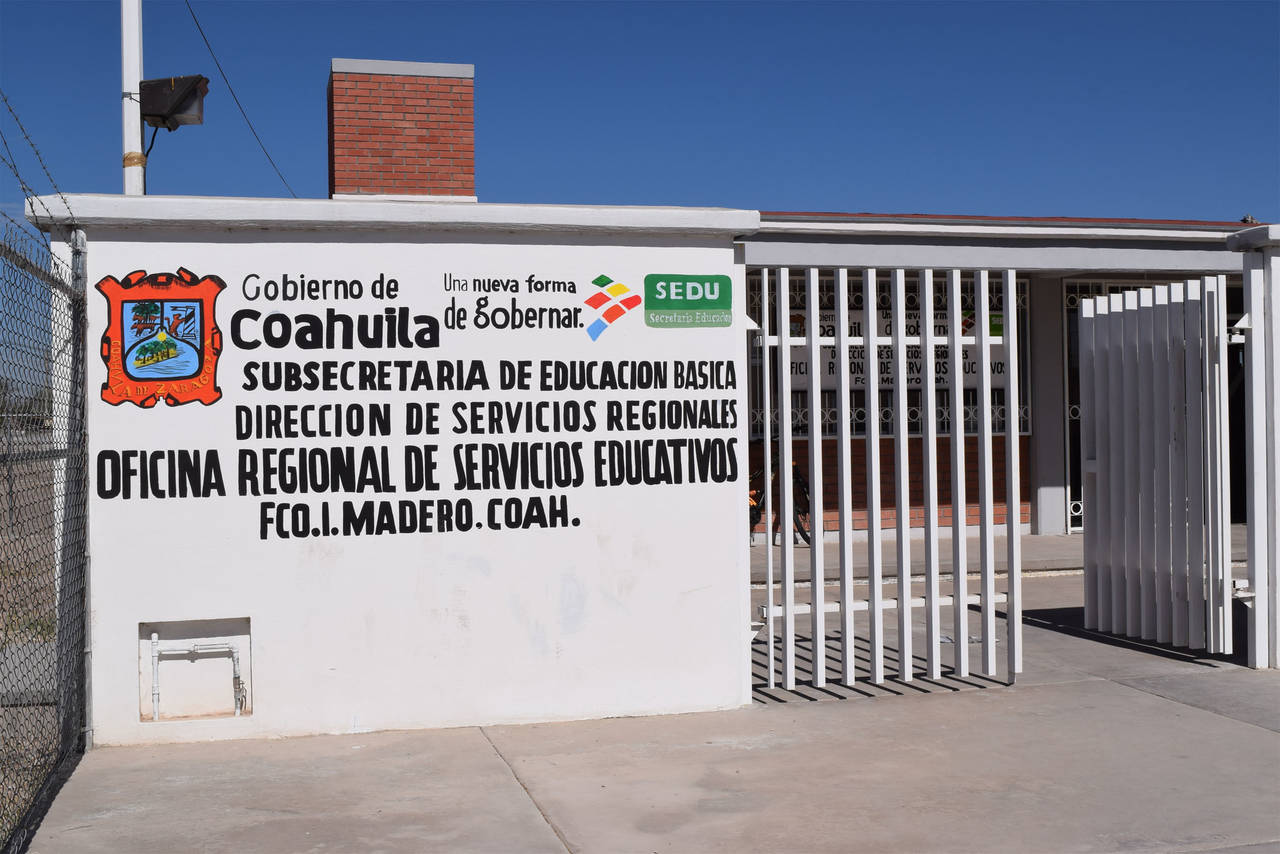 Gobierno de
Coahuila
Una nueva forma
de gobernar.
SEDU
Secretaría Educación
SUBSECRETARIA DE EDUCACION BASICA
DIRECCION DE SERVICIOS REGIONALES
OFICINA REGIONAL DE SERVICIOS EDUCATIVOS
FCO.I.MADERO. COAH.